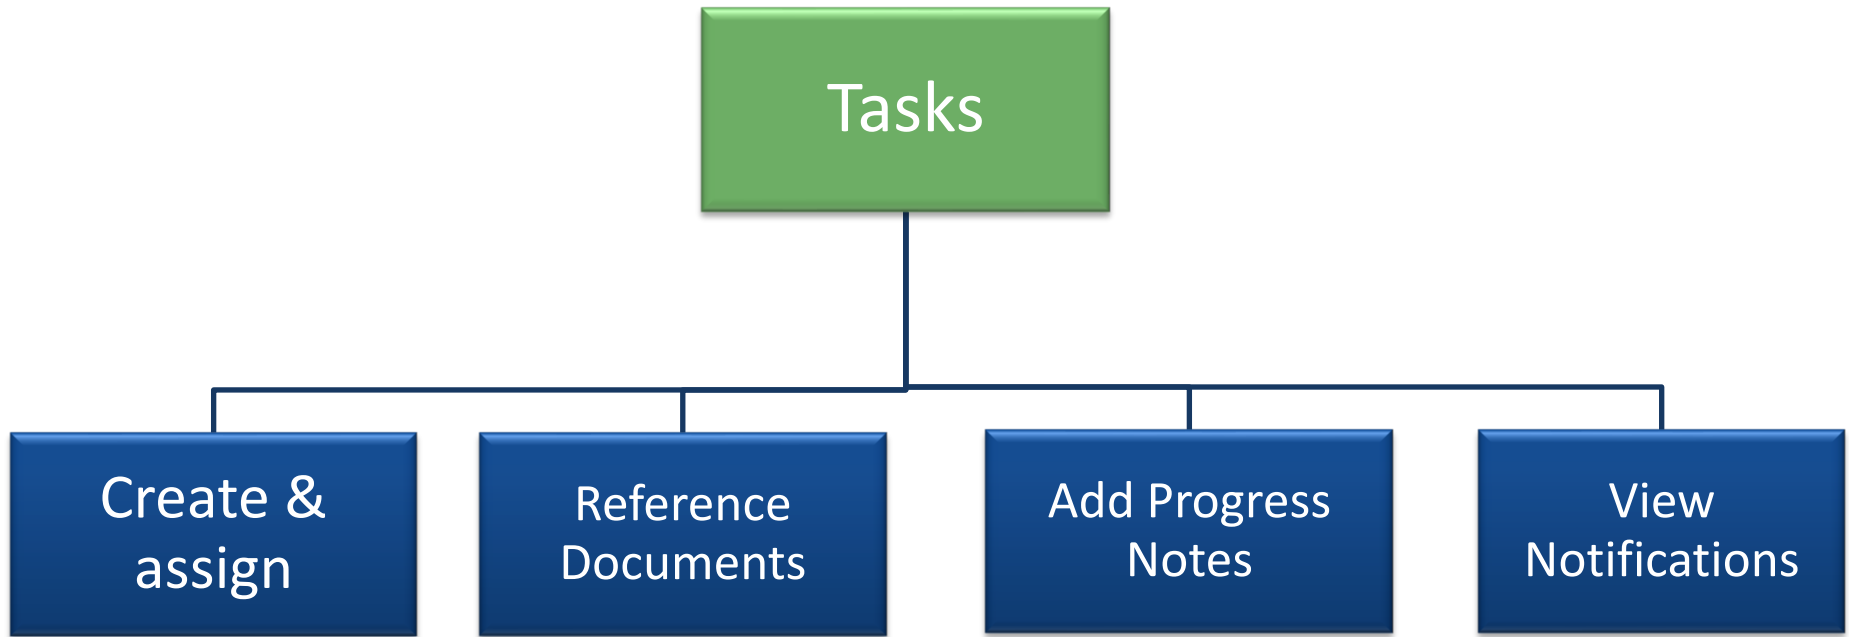 Tasks
Create &
assign
Reference
Documents
Add Progress
Notes
View
Notifications